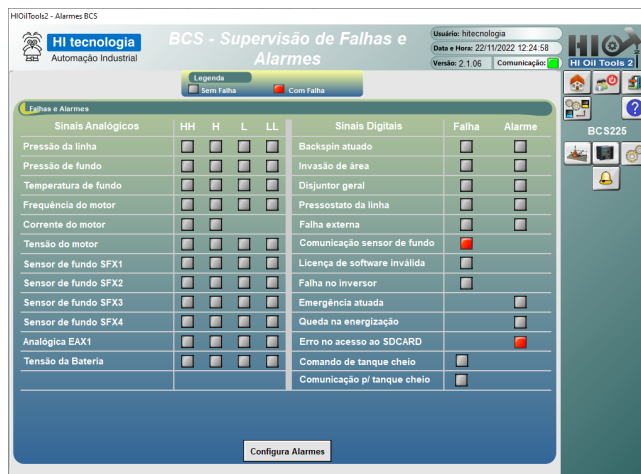 HIOilTools2 - Alarmes BCS
HI tecnologia
Automação Industrial
BCS - Supervisão de Falhas e
Alarmes
Usuário: hitecnologia
Data e Hora: 22/11/2022 12:24:58
Versão: 2.1.06 Comunicação:
HIO
HI Oil Tools 2
Legenda
Sem Falha Com Falha
Falhas e Alarmes
Sinais Analógicos HH H L LL Sinais Digitais Falha Alarme
Pressão da linha Backspin atuado
Pressão de fundo Invasão de área
Temperatura de fundo Disjuntor geral
Frequência do motor Pressostato da linha
Corrente do motor Falha externa
Tensão do motor Comunicação sensor de fundo
Sensor de fundo SFX1 Licença de software inválida
Sensor de fundo SFX2 Falha no inversor
Sensor de fundo SFX3 Emergência atuada
Sensor de fundo SFX4 Queda na energização
Analógica EAX1 Erro no acesso ao SDCARD
Tensão da Bateria Comando de tanque cheio
Comunicação p/ tanque cheio
Configura Alarmes
?
BCS225